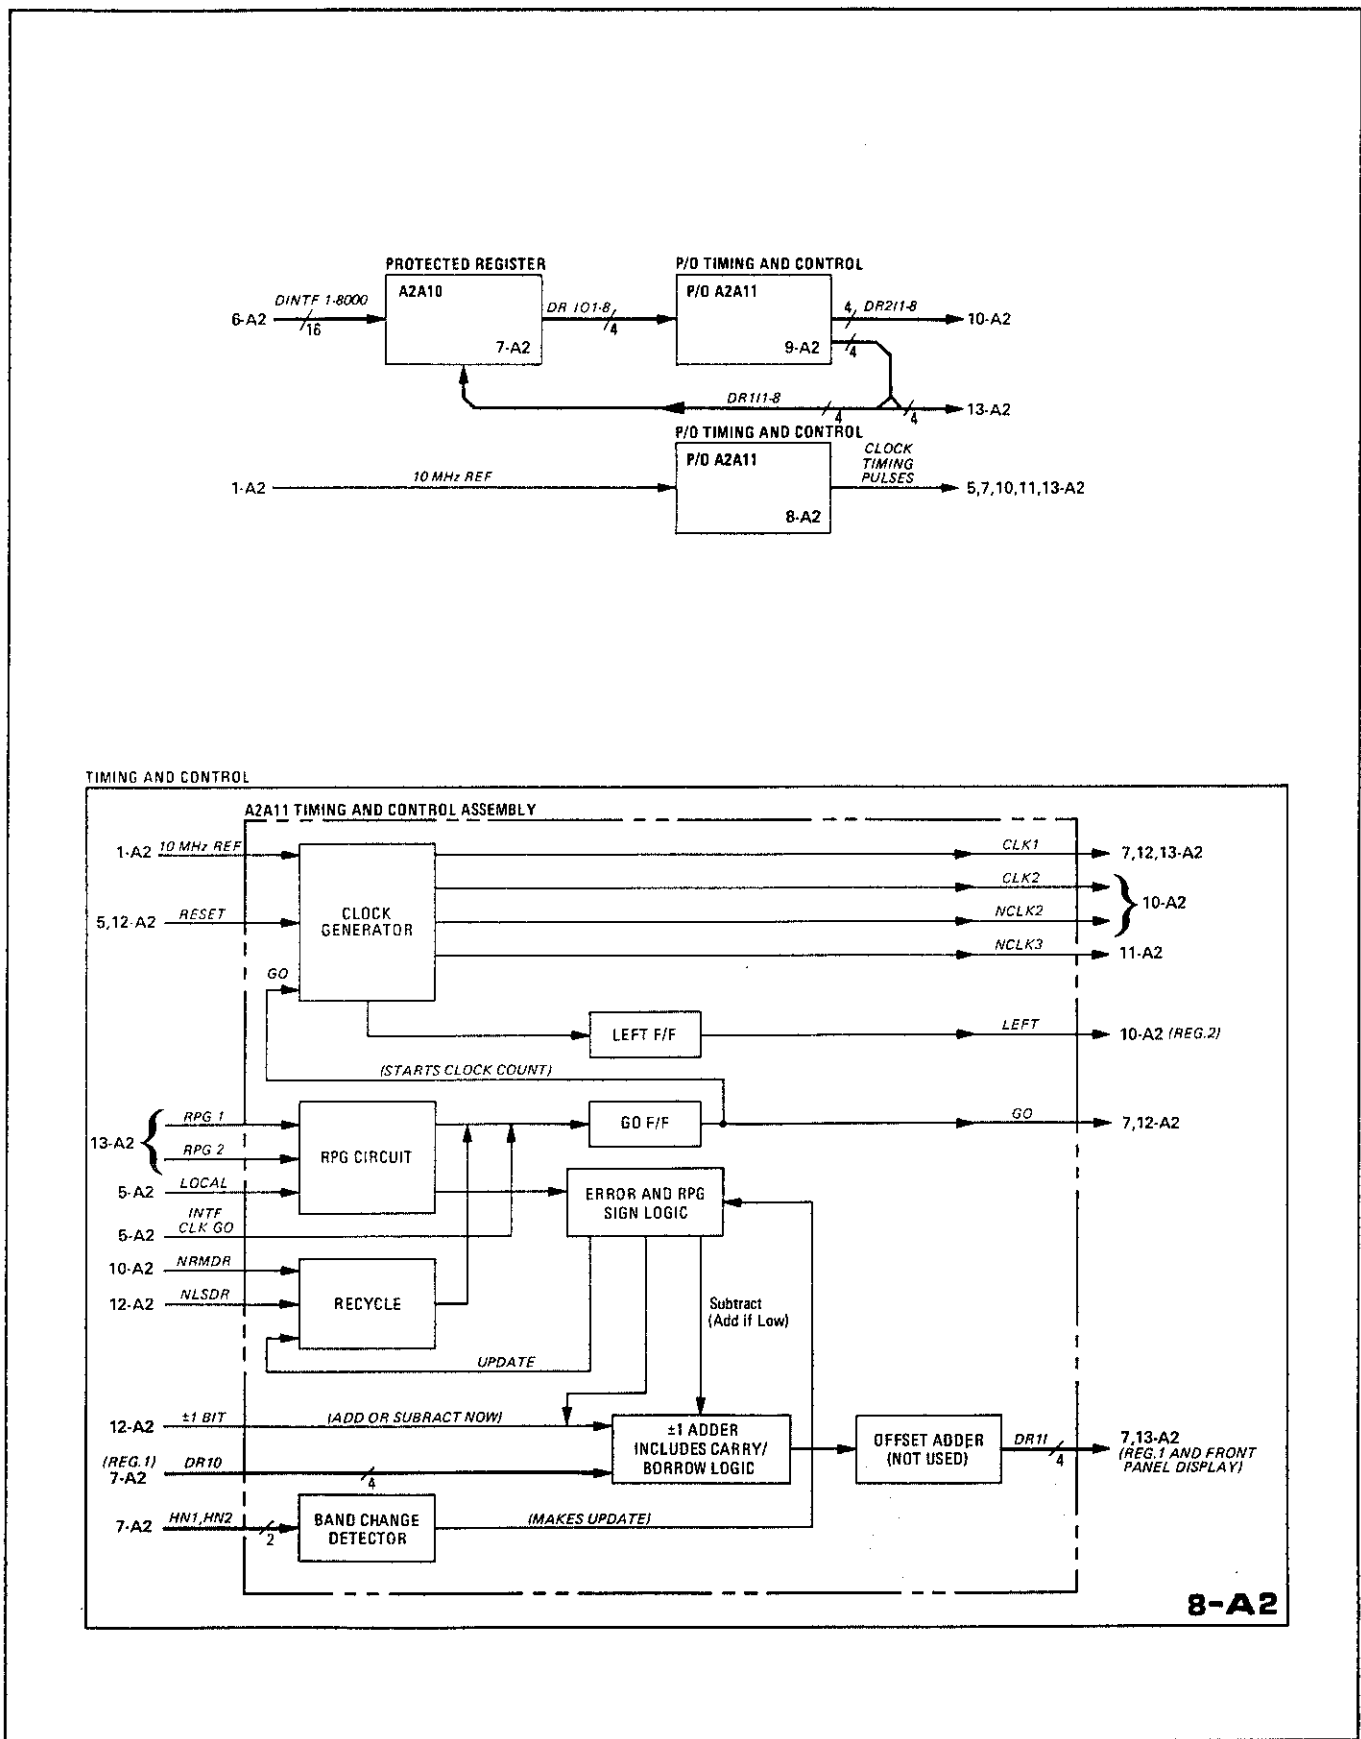 PROTECTED REGISTER
P/O TIMING AND CONTROL
A2A10
P/O A2A11
DINTF 1-8000
DR IO1-8
4
DR2I1-8
6-A2
16
4
10-A2
7-A2
9-A2
4
DR1I1-8
4
4
13-A2
P/O TIMING AND CONTROL
P/O A2A11
CLOCK
TIMING
PULSES
1-A2
10 MHz REF
5,7,10,11,13-A2
8-A2
TIMING AND CONTROL
A2A11 TIMING AND CONTROL ASSEMBLY
1-A2
10 MHz REF
CLK1
7,12,13-A2
CLK2
5,12-A2
RESET
CLOCK
GENERATOR
NCLK2
10-A2
NCLK3
11-A2
GO
LEFT F/F
LEFT
10-A2 (REG.2)
(STARTS CLOCK COUNT)
13-A2
RPG 1
RPG 2
RPG CIRCUIT
GO F/F
GO
7,12-A2
5-A2
LOCAL
ERROR AND RPG
SIGN LOGIC
INTF
5-A2
CLK GO
10-A2
NRMDR
12-A2
NLSDR
RECYCLE
Subtract
(Add if Low)
UPDATE
12-A2
±1 BIT
(ADD OR SUBRACT NOW)
±1 ADDER
INCLUDES CARRY/
BORROW LOGIC
OFFSET ADDER
(NOT USED)
DR1I
4
7,13-A2
(REG.1 AND FRONT
PANEL DISPLAY)
(REG.1)
7-A2
DR10
4
7-A2
HN1,HN2
2
BAND CHANGE
DETECTOR
(MAKES UPDATE)
8-A2